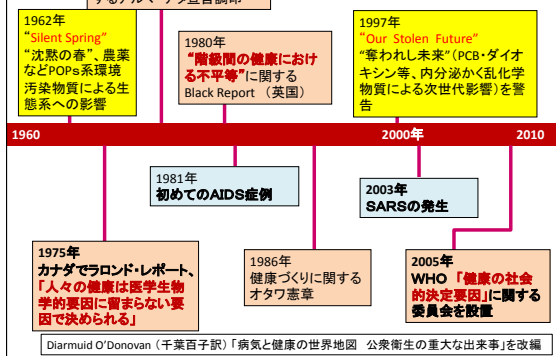 するアルマ・アタ宣言調印
1962年
“Silent Spring”
“沈黙の春”、農薬
などPOPs系環境
汚染物質による生
態系への影響
1980年
“階級間の健康におけ
る不平等”に関する
Black Report （英国）
1997年
“Our Stolen Future”
“奪われし未来”（PCB・ダイオ
キシン等、内分泌かく乱化学
物質による次世代影響）を警
告
1960
2000年
2010
1981年
初めてのAIDS症例
2003年
SARSの発生
1975年
カナダでラロンド・レポート、
「人々の健康は医学生物
学的要因に留まらない要
因で決められる」
1986年
健康づくりに関する
オタワ憲章
2005年
WHO 「健康の社会
的決定要因」に関する
委員会を設置
Diarmuid O’Donovan （千葉百子訳）「病気と健康の世界地図　公衆衛生の重大な出来事」を改編